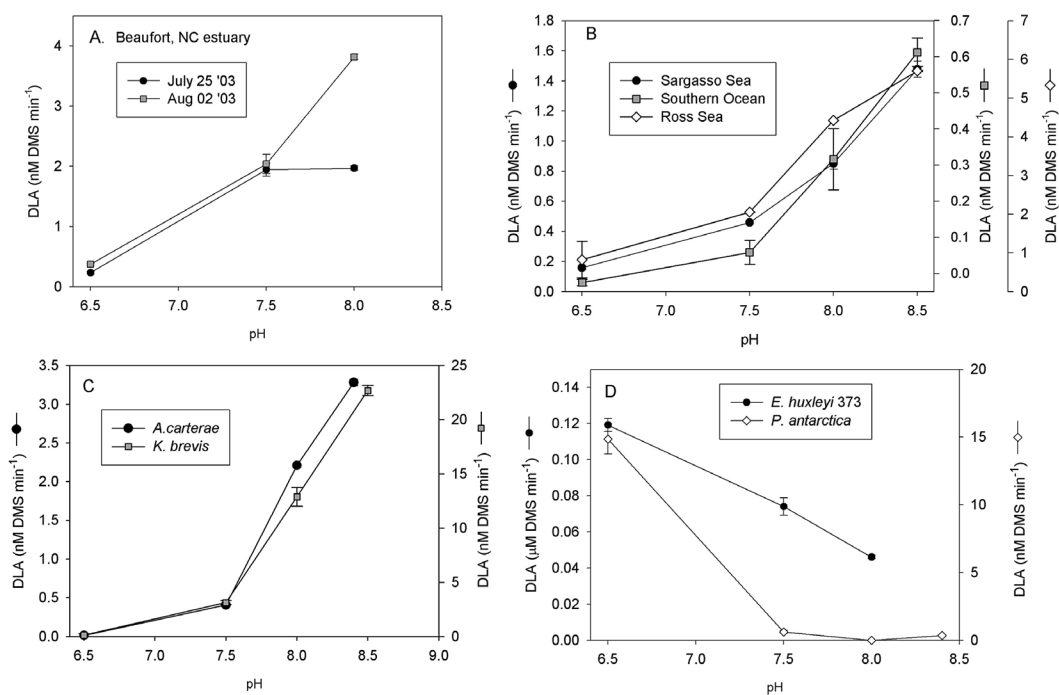 A. Beaufort, NC estuary
July 25 '03
Aug 02 '03
DLA (nM DMS min⁻¹)
4
3
2
1
0
6.5 7.0 7.5 8.0 8.5
pH
B
Sargasso Sea
Southern Ocean
Ross Sea
DLA (nM DMS min⁻¹)
1.8
1.6
1.4
1.2
1.0
0.8
0.6
0.4
0.2
0.0
6.5 7.0 7.5 8.0 8.5
pH
0.7
0.6
0.5
0.4
0.3
0.2
0.1
0.0
DLA (nM DMS min⁻¹)
7
6
5
4
3
2
1
0
DLA (nM DMS min⁻¹)
C
A.carterae
K. brevis
DLA (nM DMS min⁻¹)
3.5
3.0
2.5
2.0
1.5
1.0
0.5
0.0
6.5 7.0 7.5 8.0 8.5 9.0
pH
25
20
15
10
5
0
DLA (nM DMS min⁻¹)
D
E. huxleyi 373
P. antarctica
DLA (μM DMS min⁻¹)
0.14
0.12
0.10
0.08
0.06
0.04
0.02
0.00
6.5 7.0 7.5 8.0 8.5
pH
20
15
10
5
0
DLA (nM DMS min⁻¹)